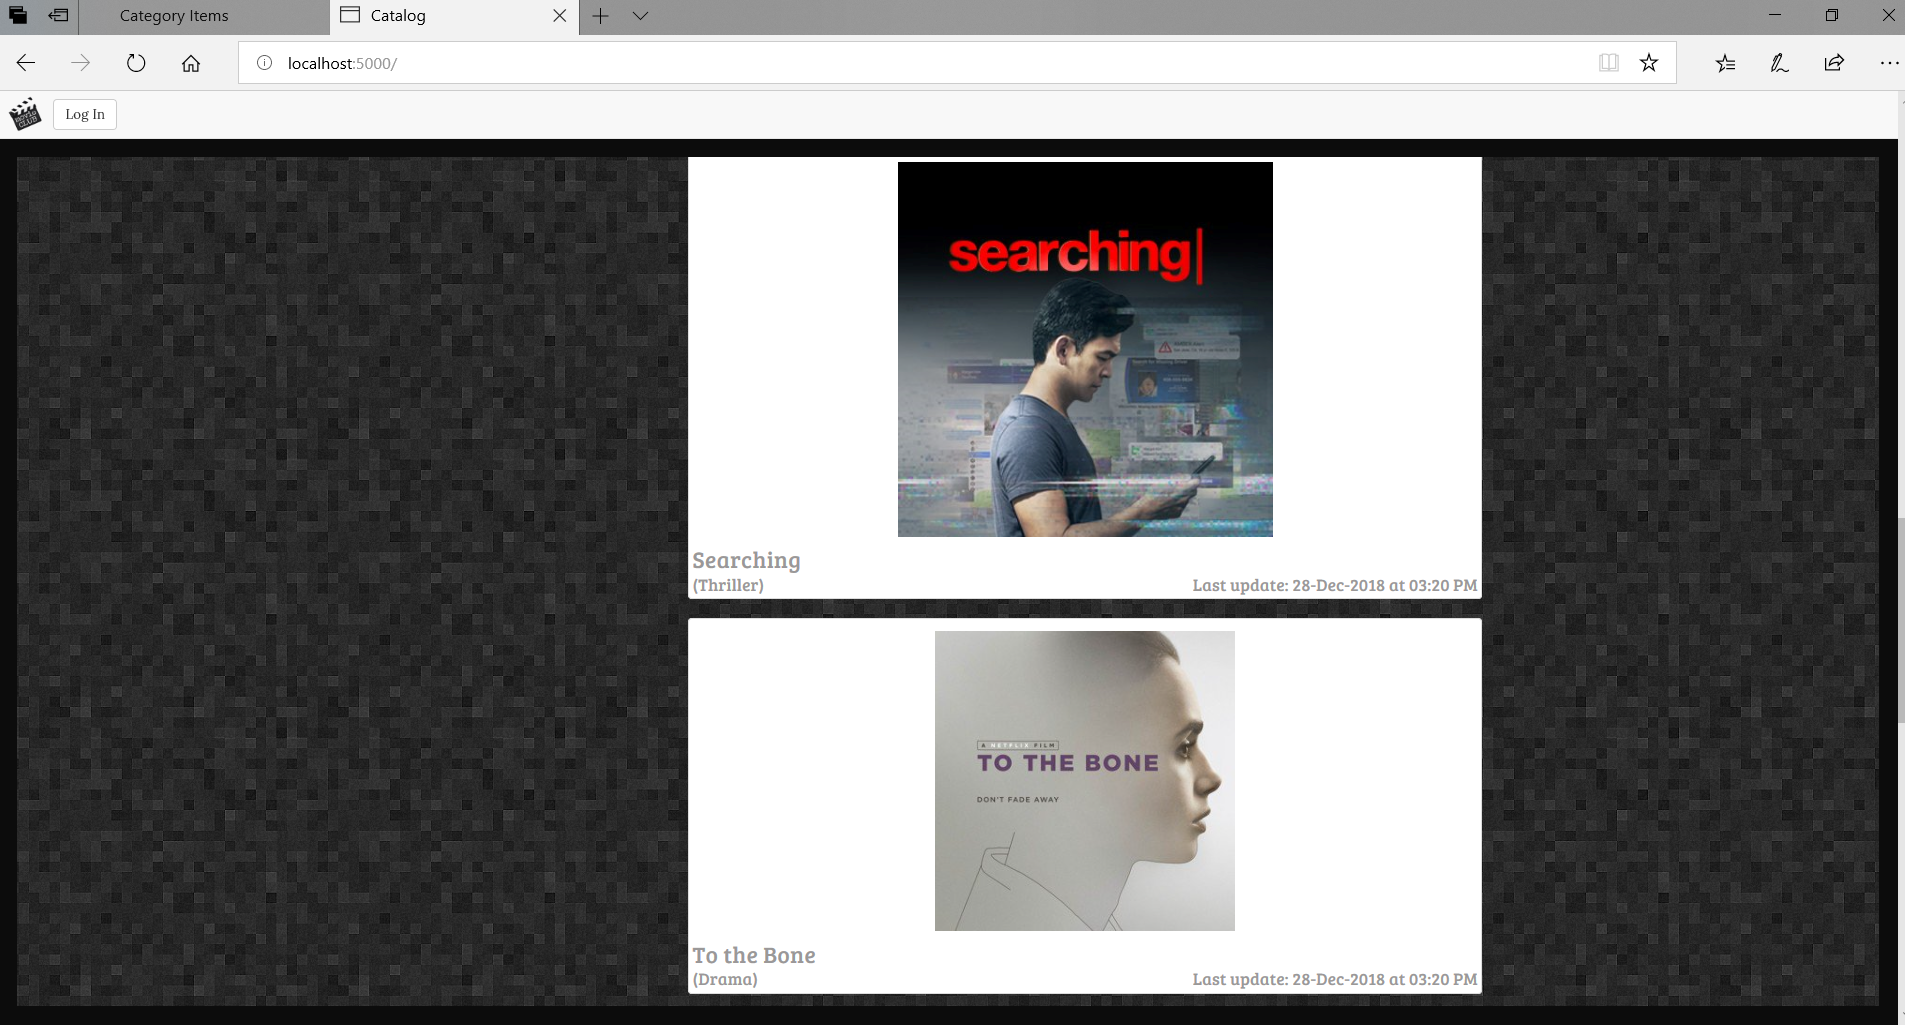 Category Items
Catalog
localhost:5000/
MOVIE
CLUB
Log In
searching
Searching
(Thriller)
Last update: 28-Dec-2018 at 03:20 PM
A NETFLIX FILM
TO THE BONE
DON'T FADE AWAY
To the Bone
(Drama)
Last update: 28-Dec-2018 at 03:20 PM